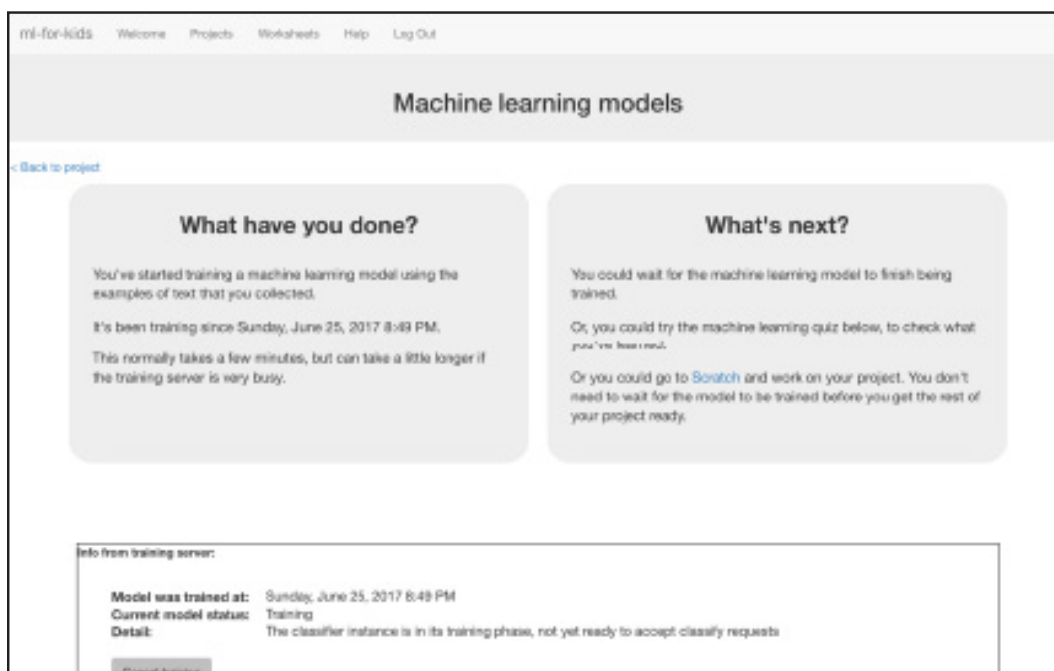 ml-for-kids Welcome Projects Worksheets Help Log Out
Machine learning models
< Back to project
What have you done?
You've started training a machine learning model using the
examples of text that you collected.
It's been training since Sunday, June 25, 2017 8:49 PM.
This normally takes a few minutes, but can take a little longer if
the training server is very busy.
What's next?
You could wait for the machine learning model to finish being
trained.
Or, you could try the machine learning quiz below, to check what
you've learned.
Or you could go to Scratch and work on your project. You don't
need to wait for the model to be trained before you get the rest of
your project ready.
Info from training server:
Model was trained at: Sunday, June 25, 2017 8:49 PM
Current model status: Training
Detail: The classifier instance is in its training phase, not yet ready to accept classify requests
Cancel training